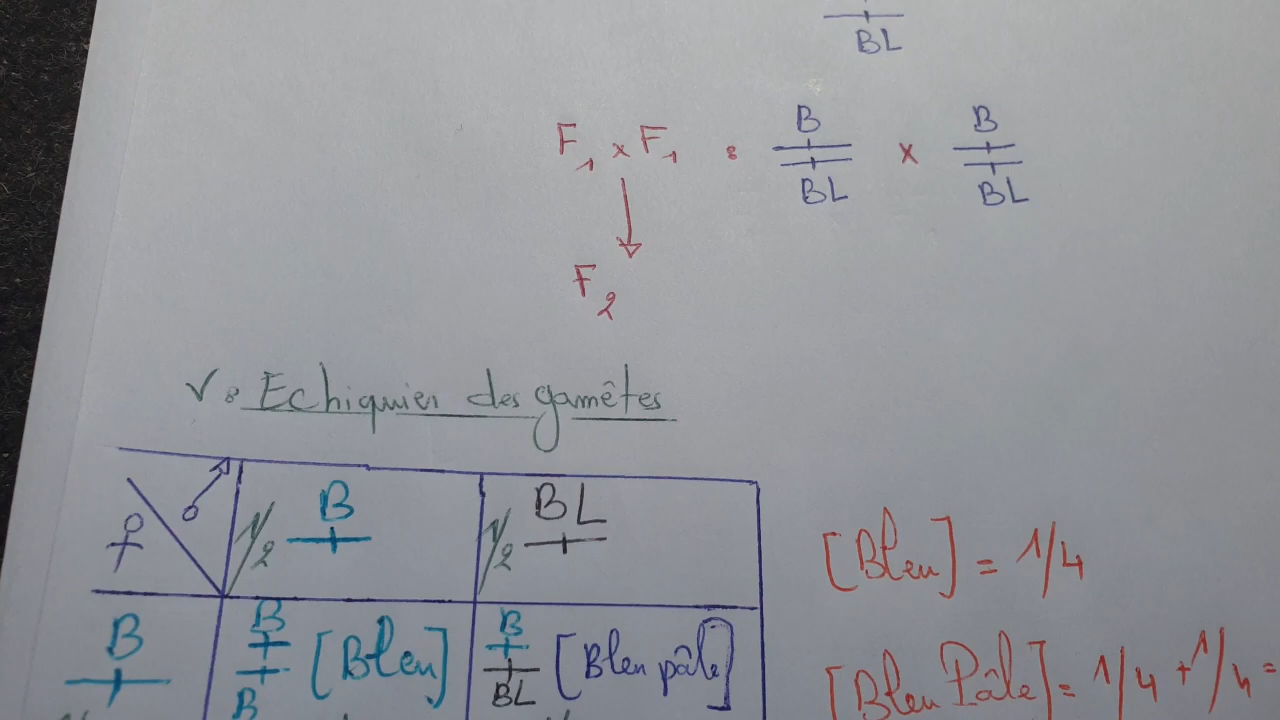 BL
F1 x F1 : B x B
BL BL
F2
V: Echiquier des gamêtes
♀ ♂ 1/2 B 1/2 BL
[Bleu] = 1/4
B B B [Bleu] B BL [Bleu pâle]
[Bleu Pâle] = 1/4 + 1/4 =